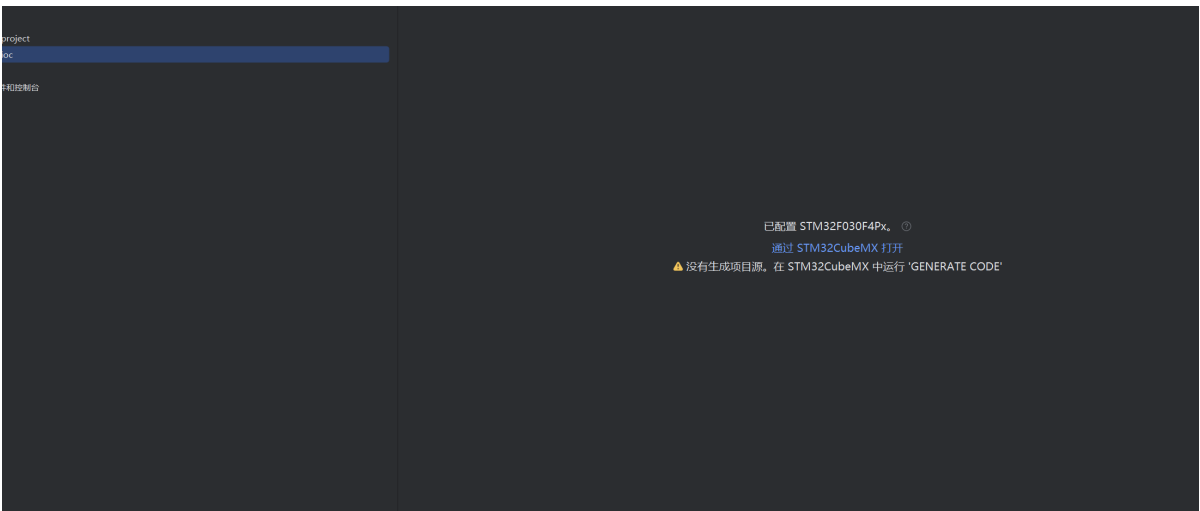 project
ioc
件和控制台
已配置 STM32F030F4Px。
通过 STM32CubeMX 打开
没有生成项目源。在 STM32CubeMX 中运行 'GENERATE CODE'